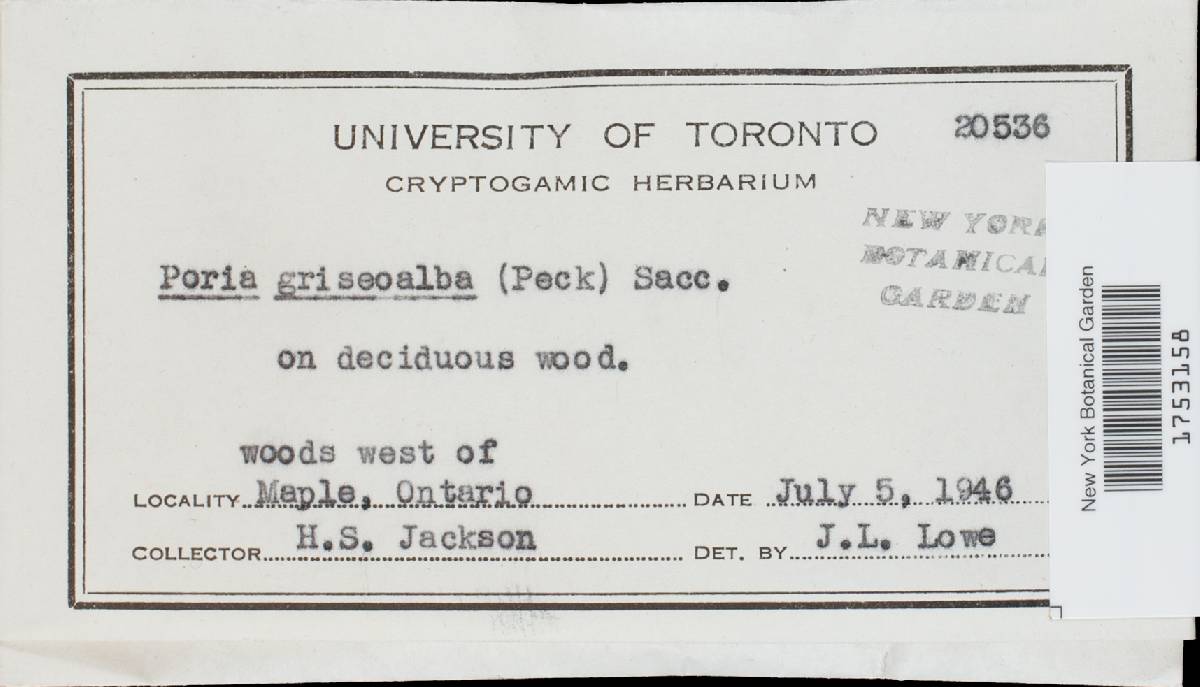 UNIVERSITY OF TORONTO 20536
CRYPTOGAMIC HERBARIUM
NEW YORK
BOTANICAL
GARDEN
Poria griseoalba (Peck) Sacc.
on deciduous wood.
woods west of
LOCALITY Maple, Ontario DATE July 5, 1946
COLLECTOR H.S. Jackson DET. BY J.L. Lowe
New York Botanical Garden
1753158